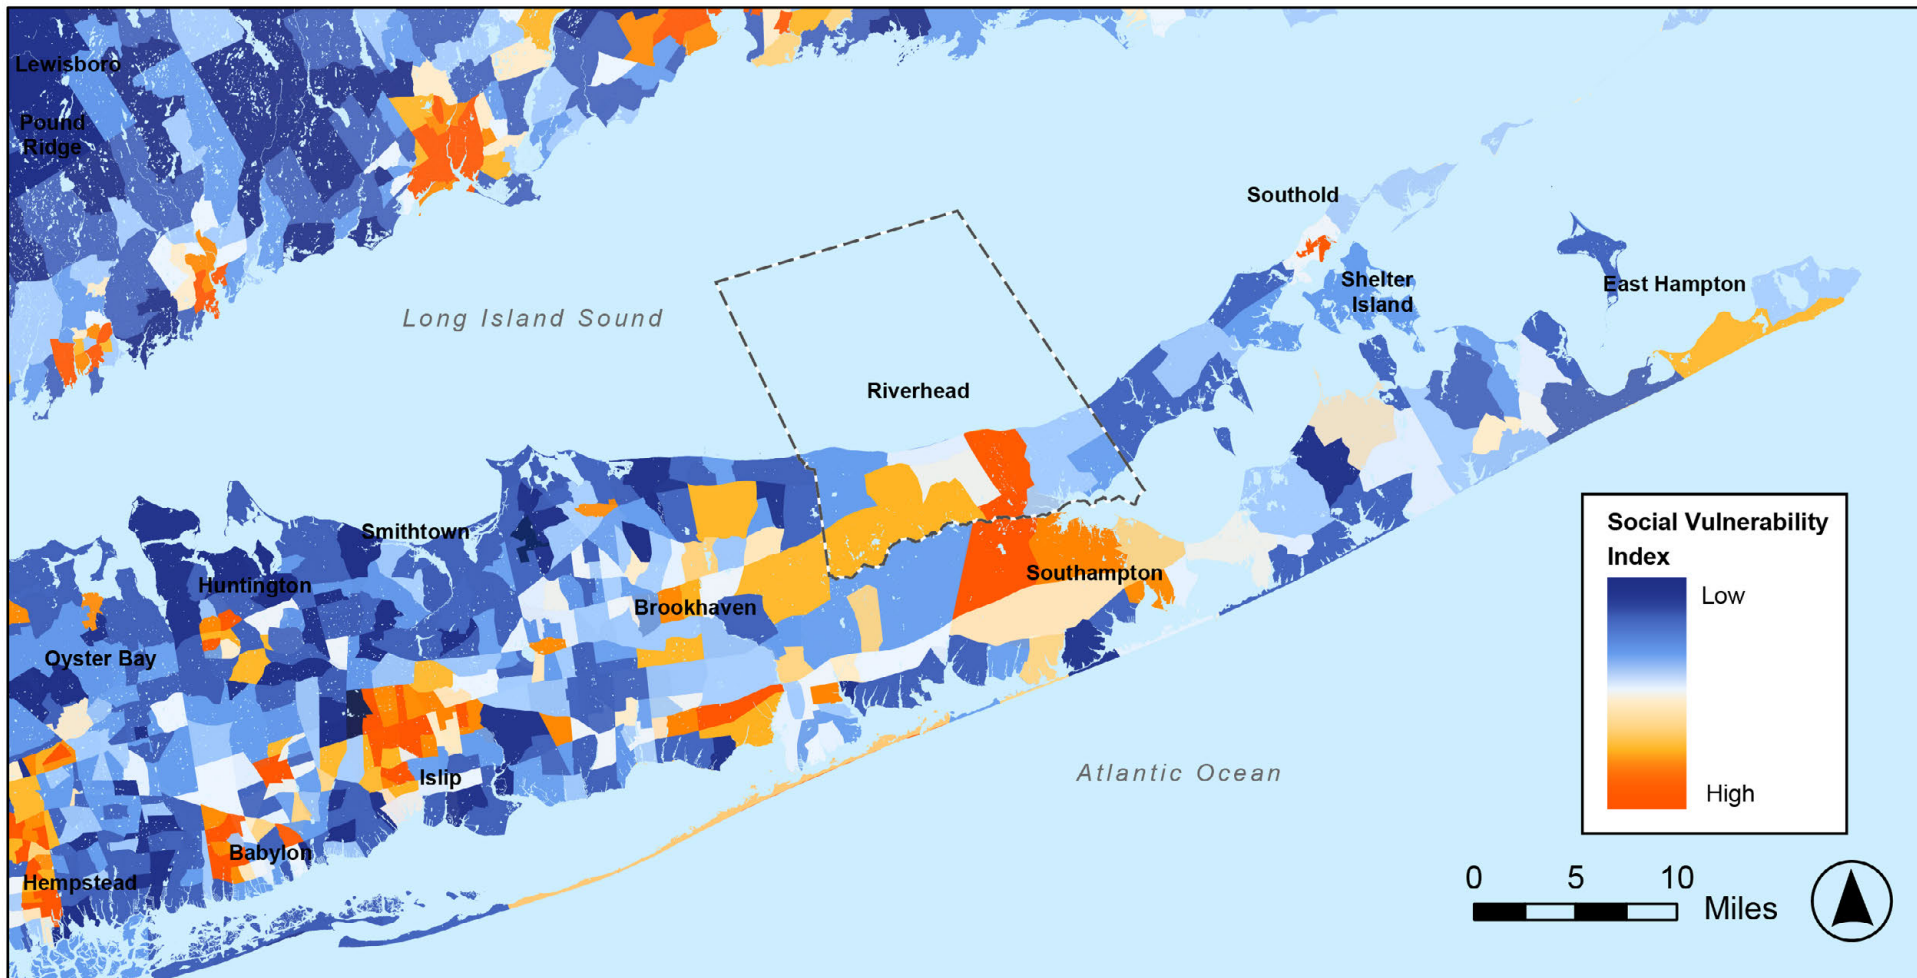 Lewisboro
Pound
Ridge
Southold
Shelter
Island
East Hampton
Long Island Sound
Riverhead
Smithtown
Huntington
Southampton
Brookhaven
Oyster Bay
Islip
Atlantic Ocean
Babylon
Hempstead
Social Vulnerability
Index
Low
High
0 5 10
Miles